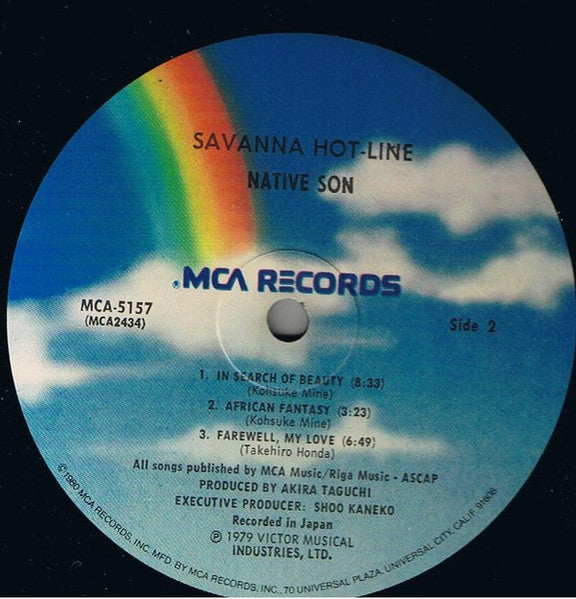 SAVANNA HOT-LINE
NATIVE SON
MCA RECORDS
MCA-5157
(MCA2434)
Side 2
1. IN SEARCH OF BEAUTY (8:33)
(Kohsuke Mine)
2. AFRICAN FANTASY (3:23)
(Kohsuke Mine)
3. FAREWELL, MY LOVE (6:49)
(Takehiro Honda)
All songs published by MCA Music/Riga Music - ASCAP
PRODUCED BY AKIRA TAGUCHI
EXECUTIVE PRODUCER: SHOO KANEKO
Recorded in Japan
℗ 1979 VICTOR MUSICAL
INDUSTRIES, LTD.
©1980 MCA RECORDS, INC. MFD. BY MCA RECORDS, INC., 70 UNIVERSAL PLAZA, UNIVERSAL CITY, CALIF. 91608